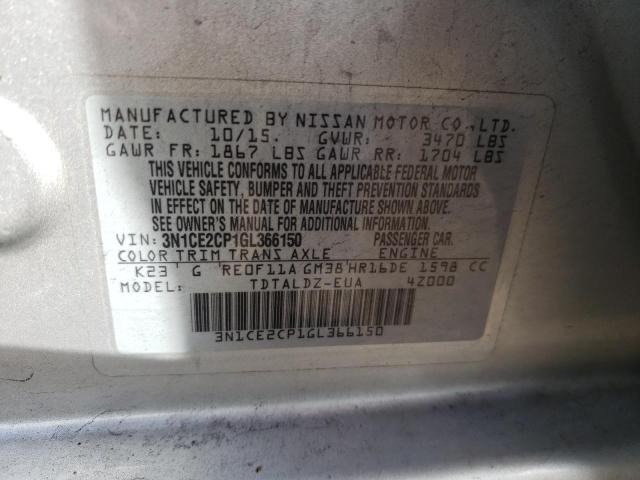 MANUFACTURED BY NISSAN MOTOR CO., LTD.
DATE: 10/15. GVWR: 3470 LBS
GAWR FR: 1867 LBS GAWR RR: 1704 LBS
THIS VEHICLE CONFORMS TO ALL APPLICABLE FEDERAL MOTOR
VEHICLE SAFETY, BUMPER AND THEFT PREVENTION STANDARDS
IN EFFECT ON THE DATE OF MANUFACTURE SHOWN ABOVE.
SEE OWNER'S MANUAL FOR ADDITIONAL INFORMATION
VIN: 3N1CE2CP1GL366150 PASSENGER CAR.
COLOR TRIM TRANS AXLE ENGINE
K23 G RE0F11A GM38 HR16DE 1598 CC
MODEL: TDTALDZ-EUA 4Z000
3N1CE2CP1GL366150